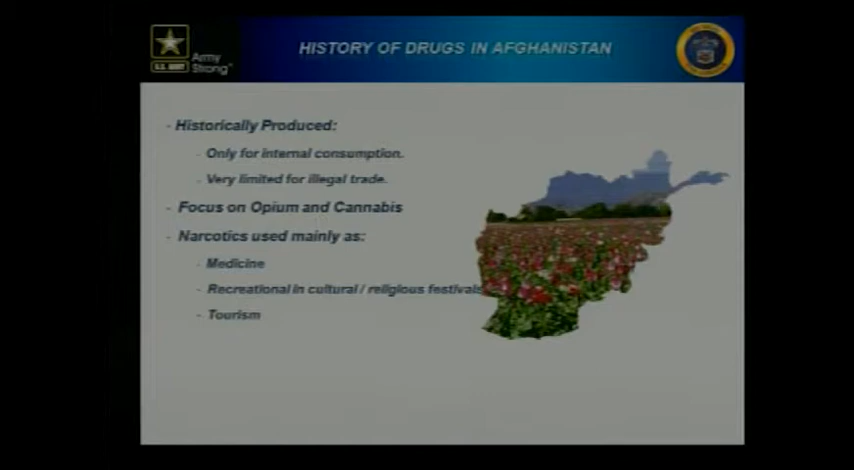 HISTORY OF DRUGS IN AFGHANISTAN
U.S. ARMY
Army
Strong
- Historically Produced:
- Only for internal consumption.
- Very limited for illegal trade.
- Focus on Opium and Cannabis
- Narcotics used mainly as:
- Medicine
- Recreational in cultural / religious festivals
- Tourism